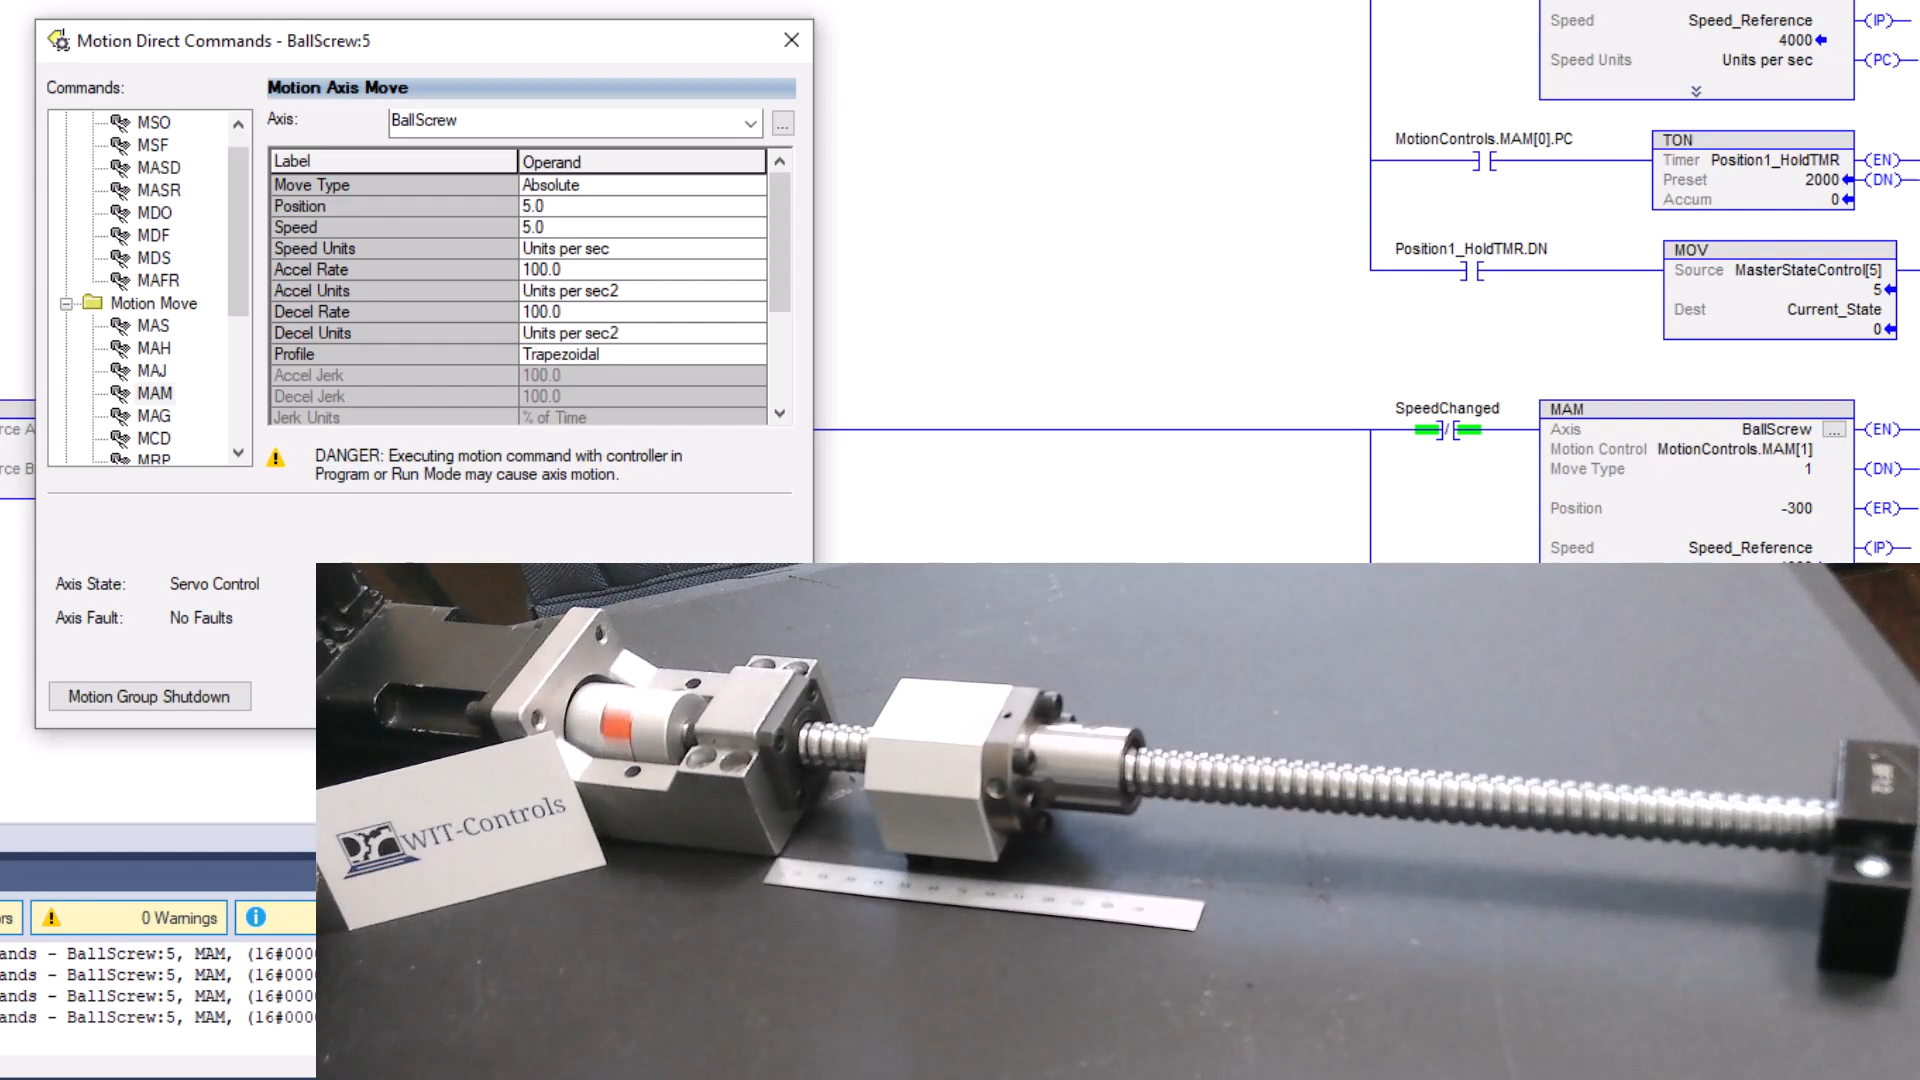 Motion Direct Commands - BallScrew:5
Commands:
MSO
MSF
MASD
MASR
MDO
MDF
MDS
MAFR
Motion Move
MAS
MAH
MAJ
MAM
MAG
MCD
MRP
Motion Axis Move
Axis: BallScrew ...
Label Operand
Move Type Absolute
Position 5.0
Speed 5.0
Speed Units Units per sec
Accel Rate 100.0
Accel Units Units per sec2
Decel Rate 100.0
Decel Units Units per sec2
Profile Trapezoidal
Accel Jerk 100.0
Decel Jerk 100.0
Jerk Units % of Time
DANGER: Executing motion command with controller in
Program or Run Mode may cause axis motion.
Axis State: Servo Control
Axis Fault: No Faults
Motion Group Shutdown
rce A
rce B
Speed Speed_Reference (IP)
4000
Speed Units Units per sec (PC)
MotionControls.MAM[0].PC
TON
Timer Position1_HoldTMR (EN)
Preset 2000 (DN)
Accum 0
Position1_HoldTMR.DN
MOV
Source MasterStateControl[5]
5
Dest Current_State
0
SpeedChanged
MAM
Axis BallScrew ... (EN)
Motion Control MotionControls.MAM[1]
Move Type 1 (DN)
Position -300 (ER)
Speed Speed_Reference (IP)
WIT-Controls
rs 0 Warnings
ands - BallScrew:5, MAM, (16#000
ands - BallScrew:5, MAM, (16#000
ands - BallScrew:5, MAM, (16#000
ands - BallScrew:5, MAM, (16#000